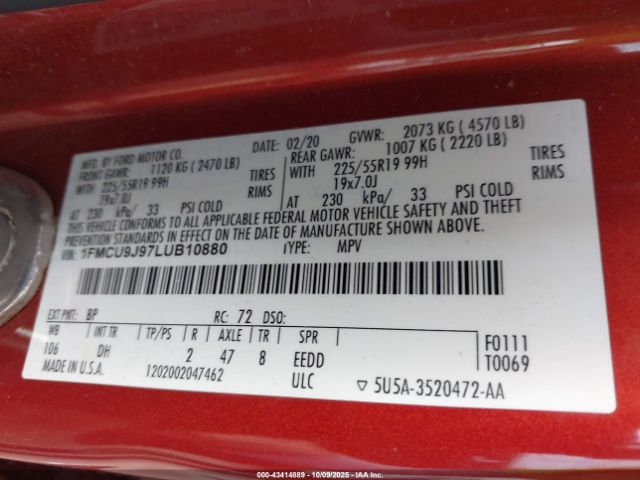 MFD. BY FORD MOTOR CO.
DATE: 02/20 GVWR: 2073 KG ( 4570 LB)
FRONT GAWR: 1120 KG ( 2470 LB) REAR GAWR: 1007 KG ( 2220 LB)
WITH 225/55R19 99H TIRES WITH 225/55R19 99H TIRES
19x7.0J RIMS 19x7.0J RIMS
AT 230 kPa/ 33 PSI COLD AT 230 kPa/ 33 PSI COLD
THIS VEHICLE CONFORMS TO ALL APPLICABLE FEDERAL MOTOR VEHICLE SAFETY AND THEFT
PREVENTION STANDARDS IN EFFECT ON THE DATE OF MANUFACTURE SHOWN ABOVE.
VIN: 1FMCU9J97LUB10880 TYPE: MPV
EXT PNT: BP RC: 72 DSO:
WB INT TR TP/PS R AXLE TR SPR
106 DH 2 47 8 EEDD
F0111
T0069
MADE IN U.S.A. 1202002047462 ULC
5U5A-3520472-AA
000-43414889 - 10/09/2025 - IAA Inc.